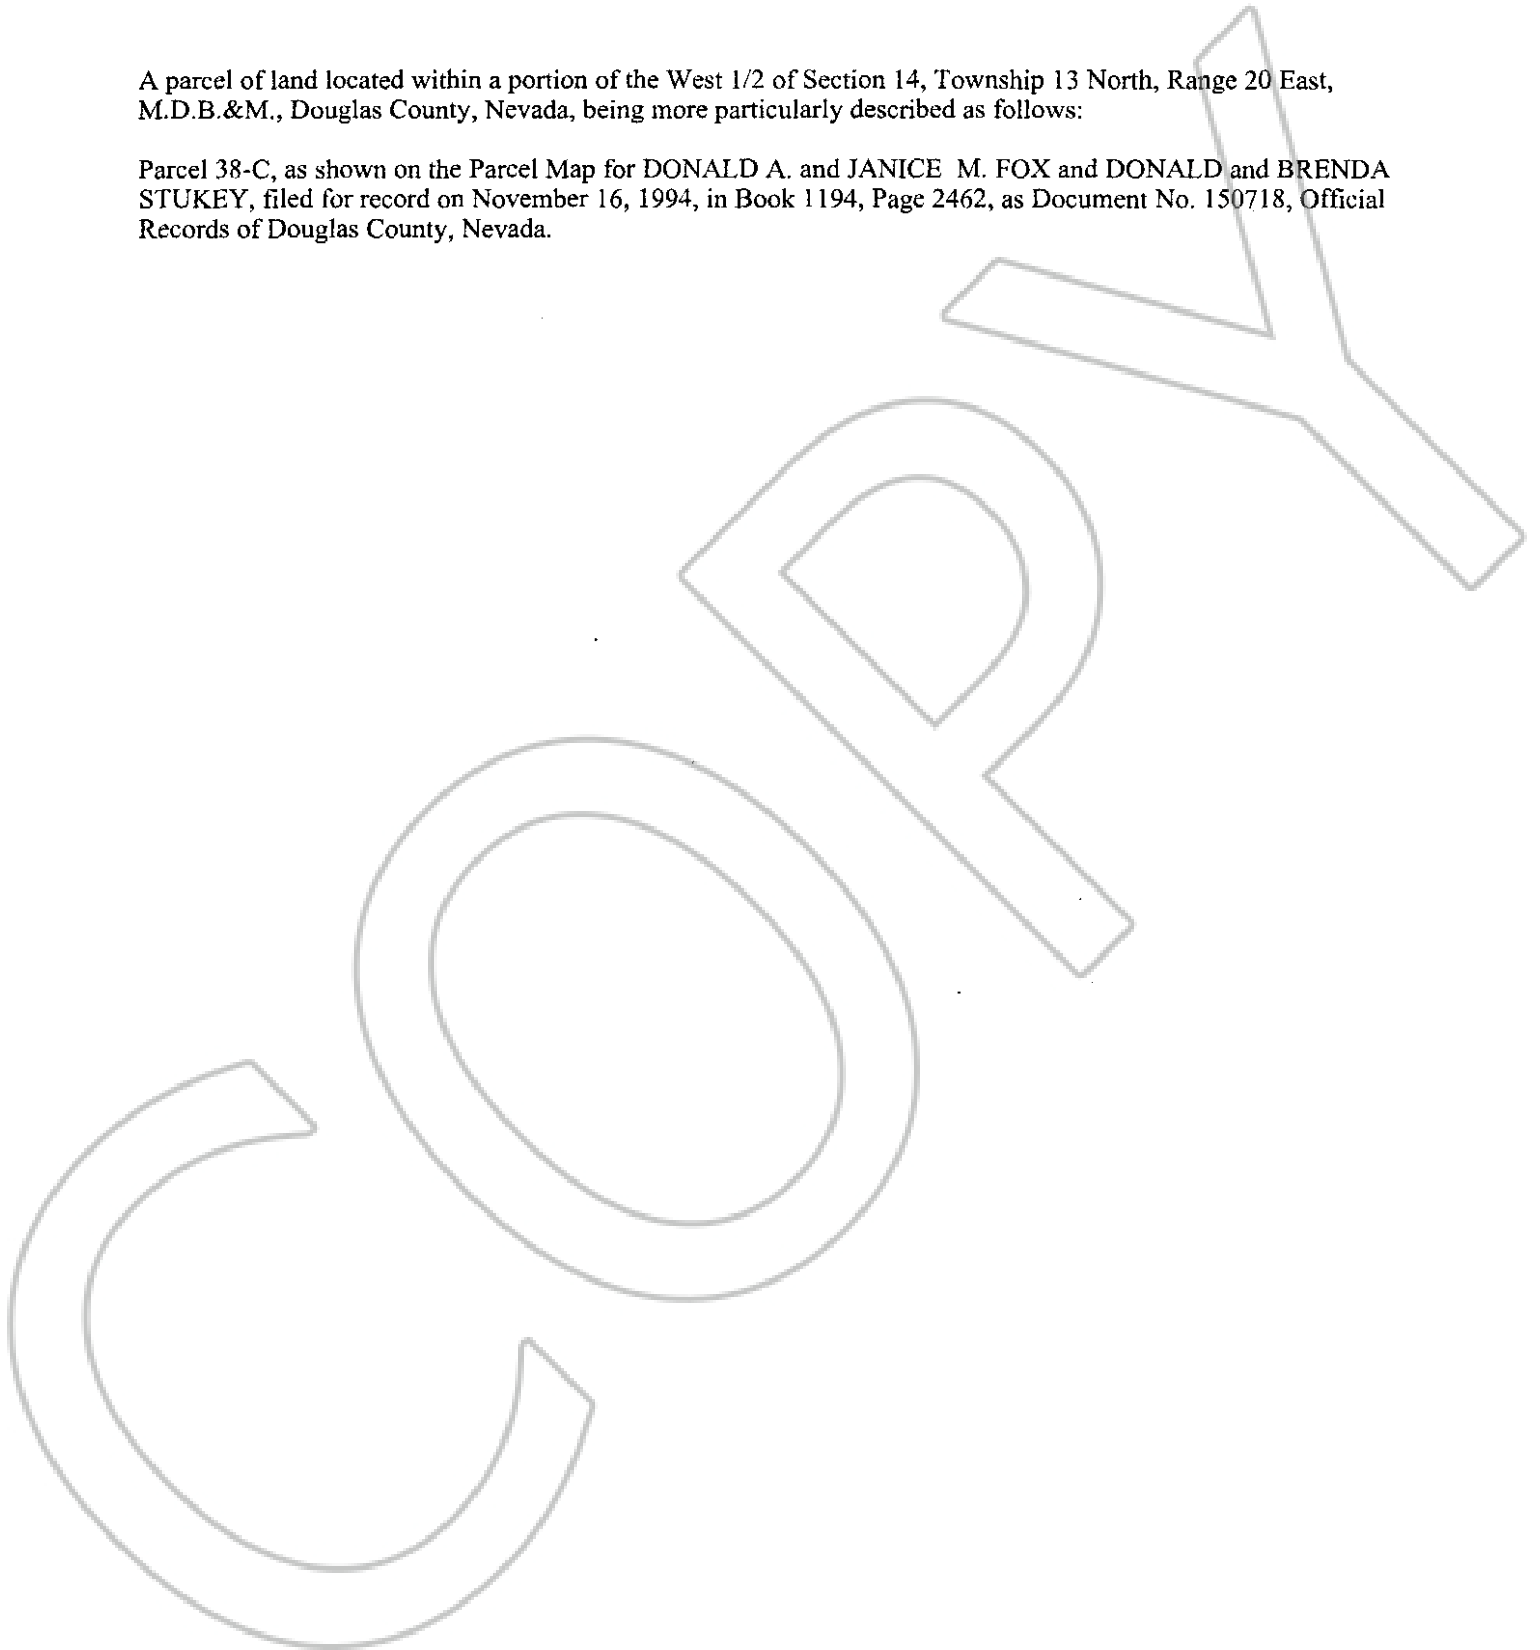 A parcel of land located within a portion of the West 1/2 of Section 14, Township 13 North, Range 20 East,
M.D.B.&M., Douglas County, Nevada, being more particularly described as follows:
Parcel 38-C, as shown on the Parcel Map for DONALD A. and JANICE M. FOX and DONALD and BRENDA
STUKEY, filed for record on November 16, 1994, in Book 1194, Page 2462, as Document No. 150718, Official
Records of Douglas County, Nevada.
COPY